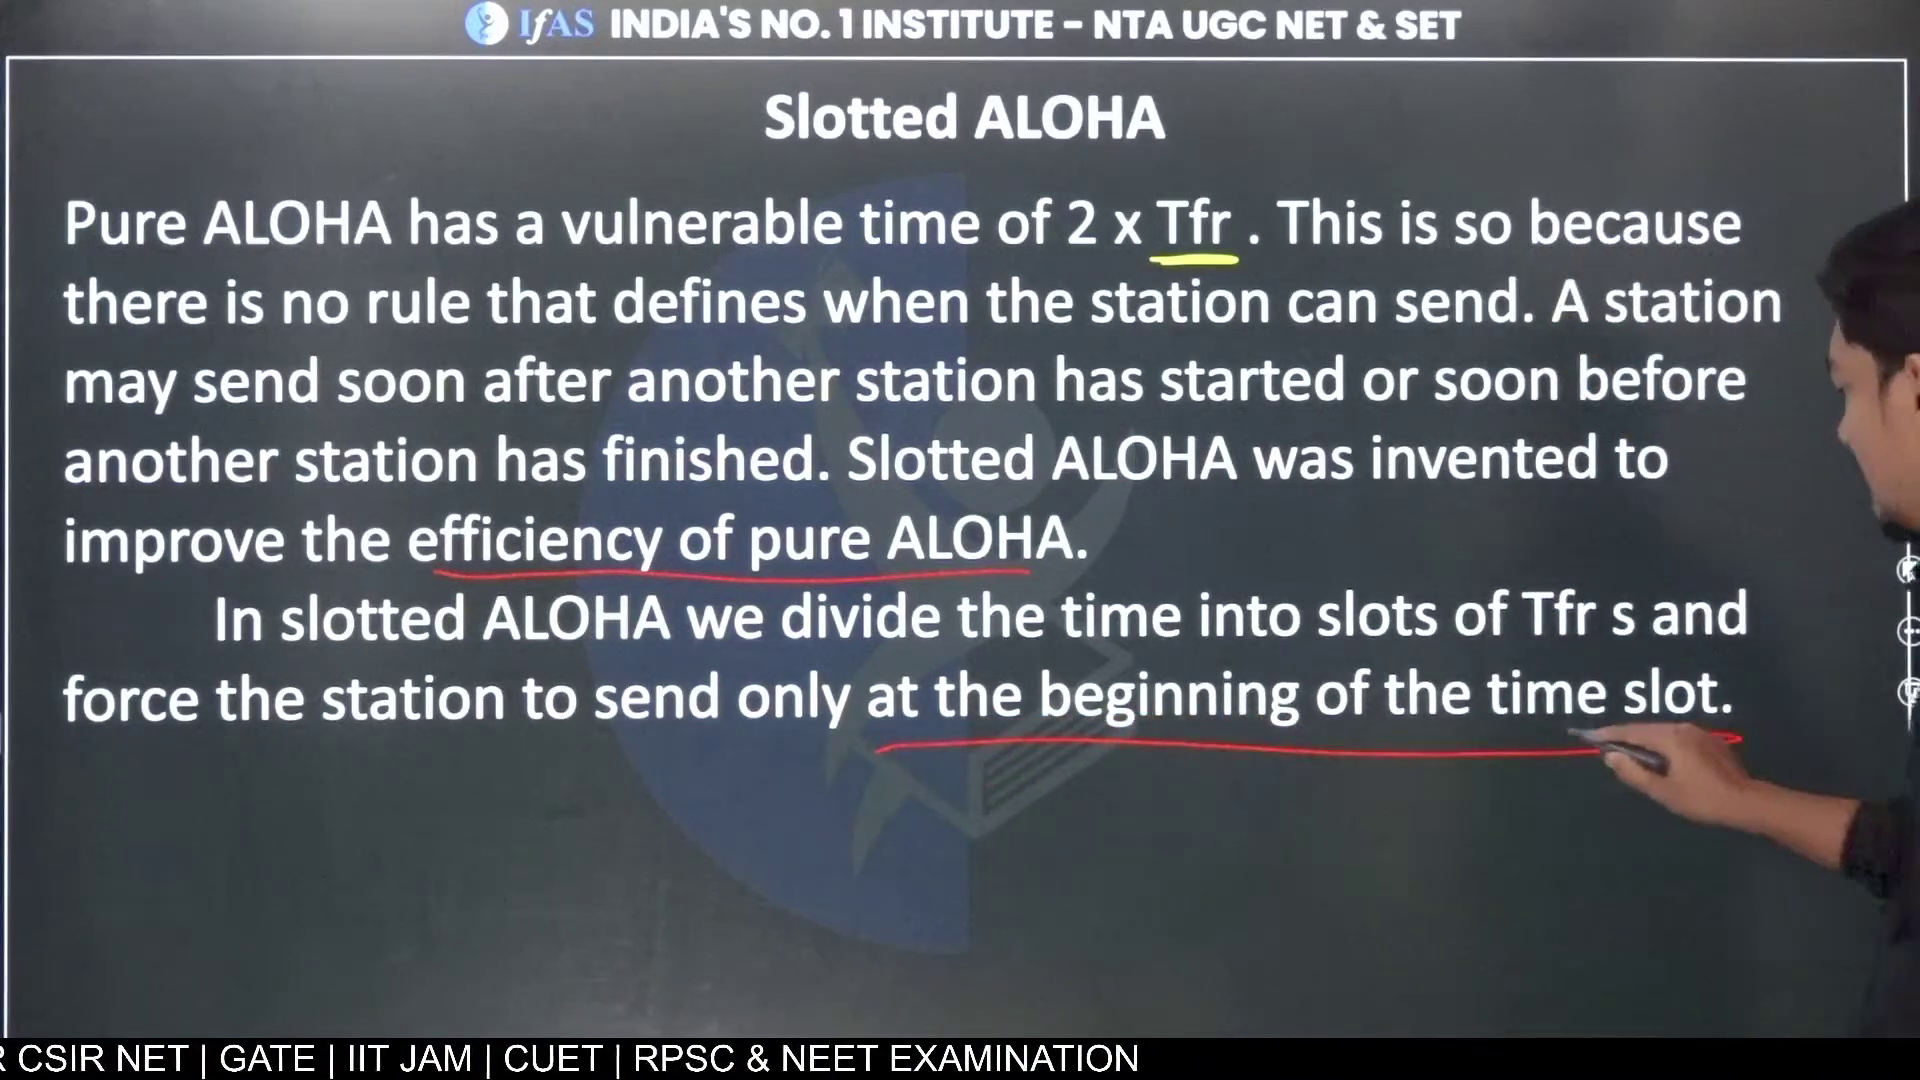 IfAS INDIA'S NO. 1 INSTITUTE - NTA UGC NET & SET
Slotted ALOHA
Pure ALOHA has a vulnerable time of 2 x Tfr . This is so because
there is no rule that defines when the station can send. A station
may send soon after another station has started or soon before
another station has finished. Slotted ALOHA was invented to
improve the efficiency of pure ALOHA.
In slotted ALOHA we divide the time into slots of Tfr s and
force the station to send only at the beginning of the time slot.
R CSIR NET | GATE | IIT JAM | CUET | RPSC & NEET EXAMINATION